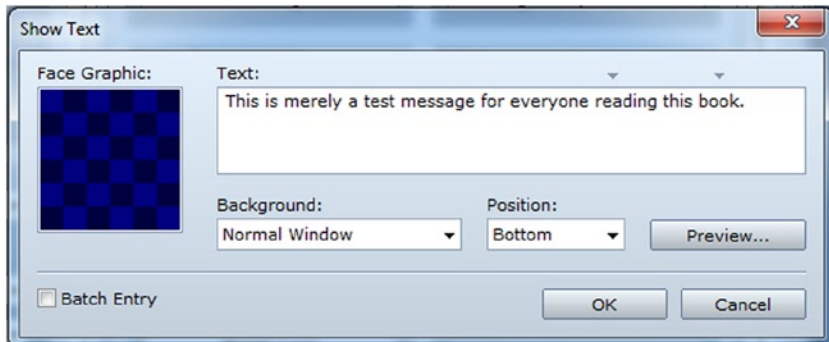 Show Text
Face Graphic:
Text:
This is merely a test message for everyone reading this book.
Background:
Position:
Normal Window
Bottom
Preview...
Batch Entry
OK
Cancel